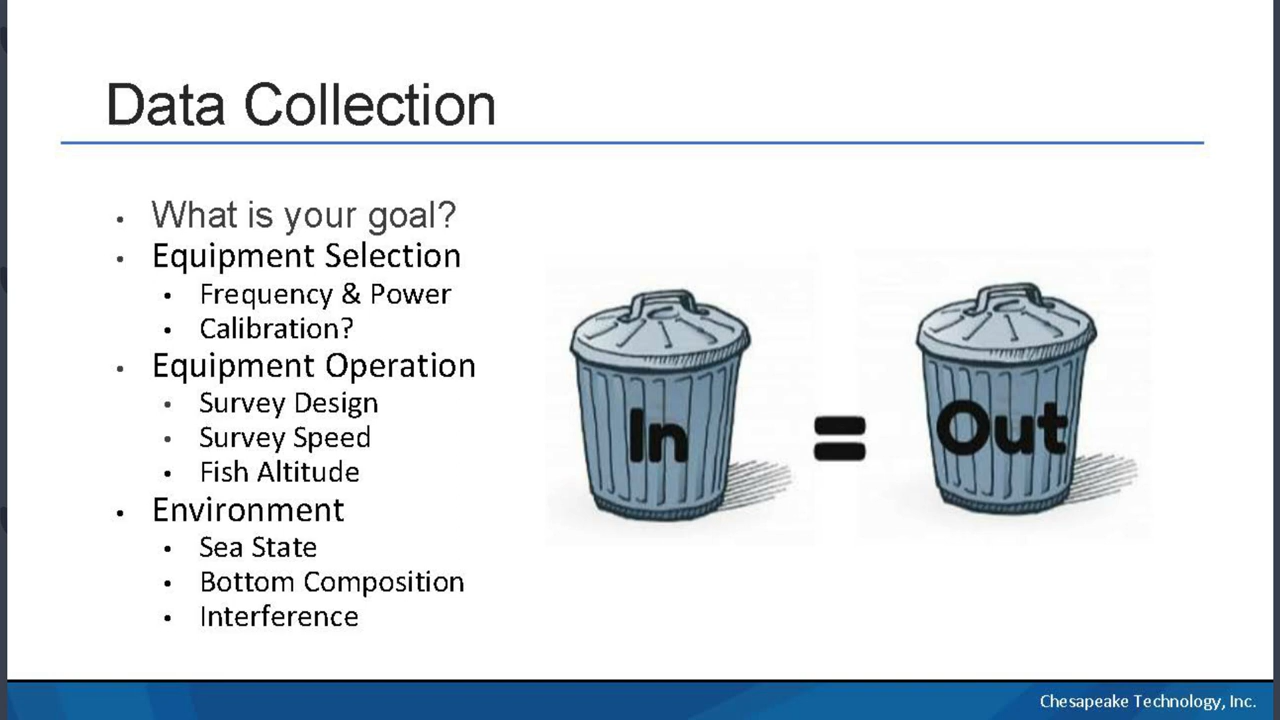 Data Collection
• What is your goal?
• Equipment Selection
• Frequency & Power
• Calibration?
• Equipment Operation
• Survey Design
• Survey Speed
• Fish Altitude
• Environment
• Sea State
• Bottom Composition
• Interference
In = Out
Chesapeake Technology, Inc.